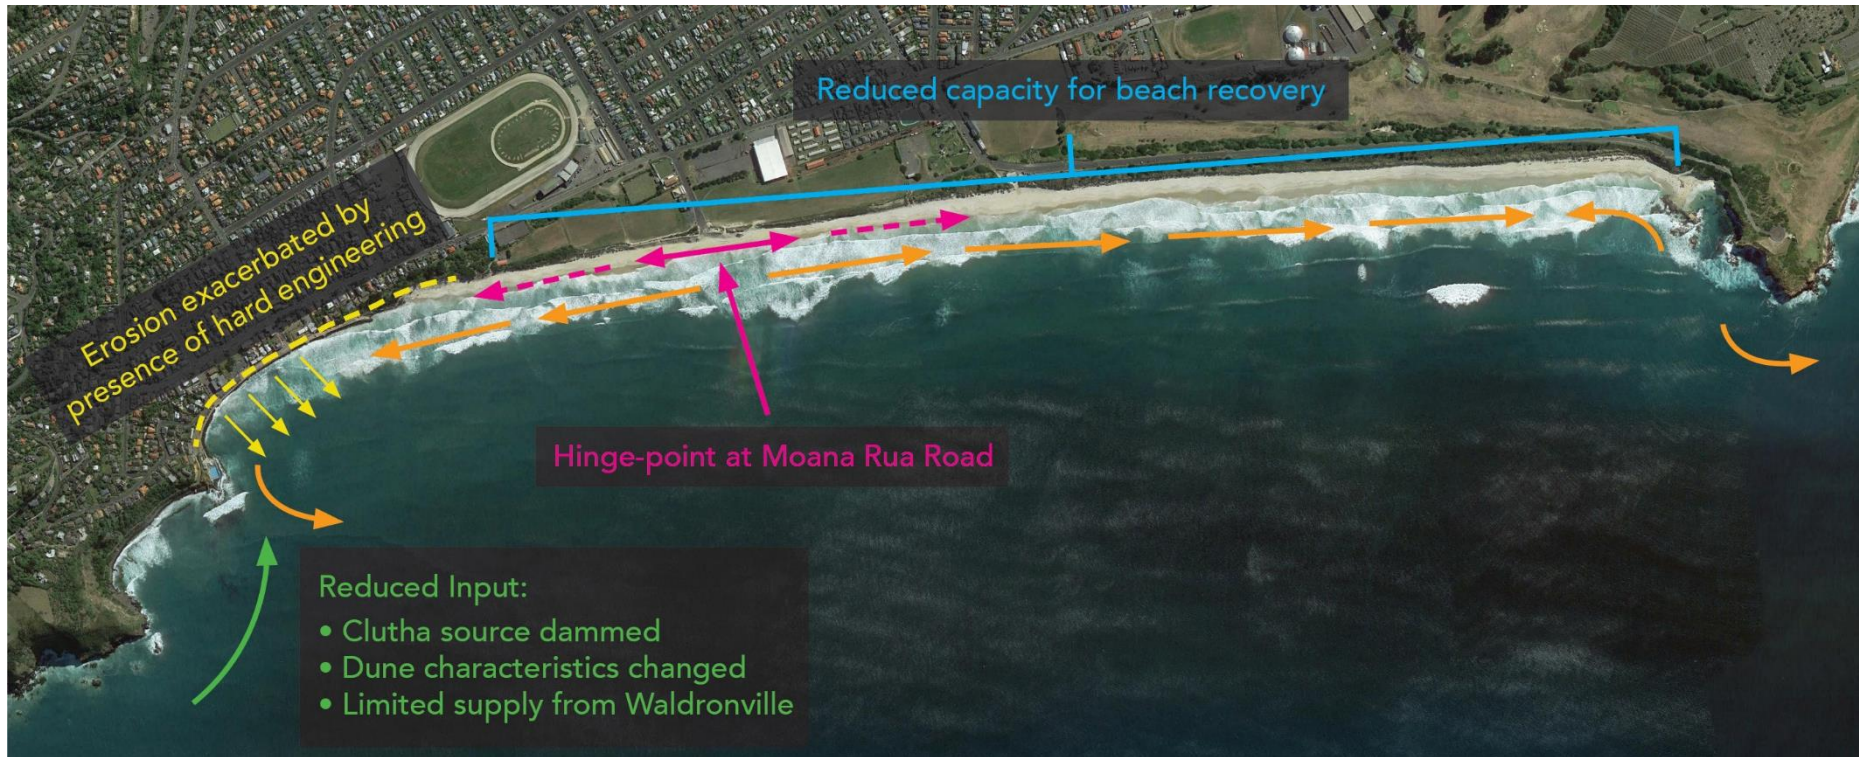 Reduced capacity for beach recovery
Erosion exacerbated by
presence of hard engineering
Hinge-point at Moana Rua Road
Reduced Input:
• Clutha source dammed
• Dune characteristics changed
• Limited supply from Waldronville